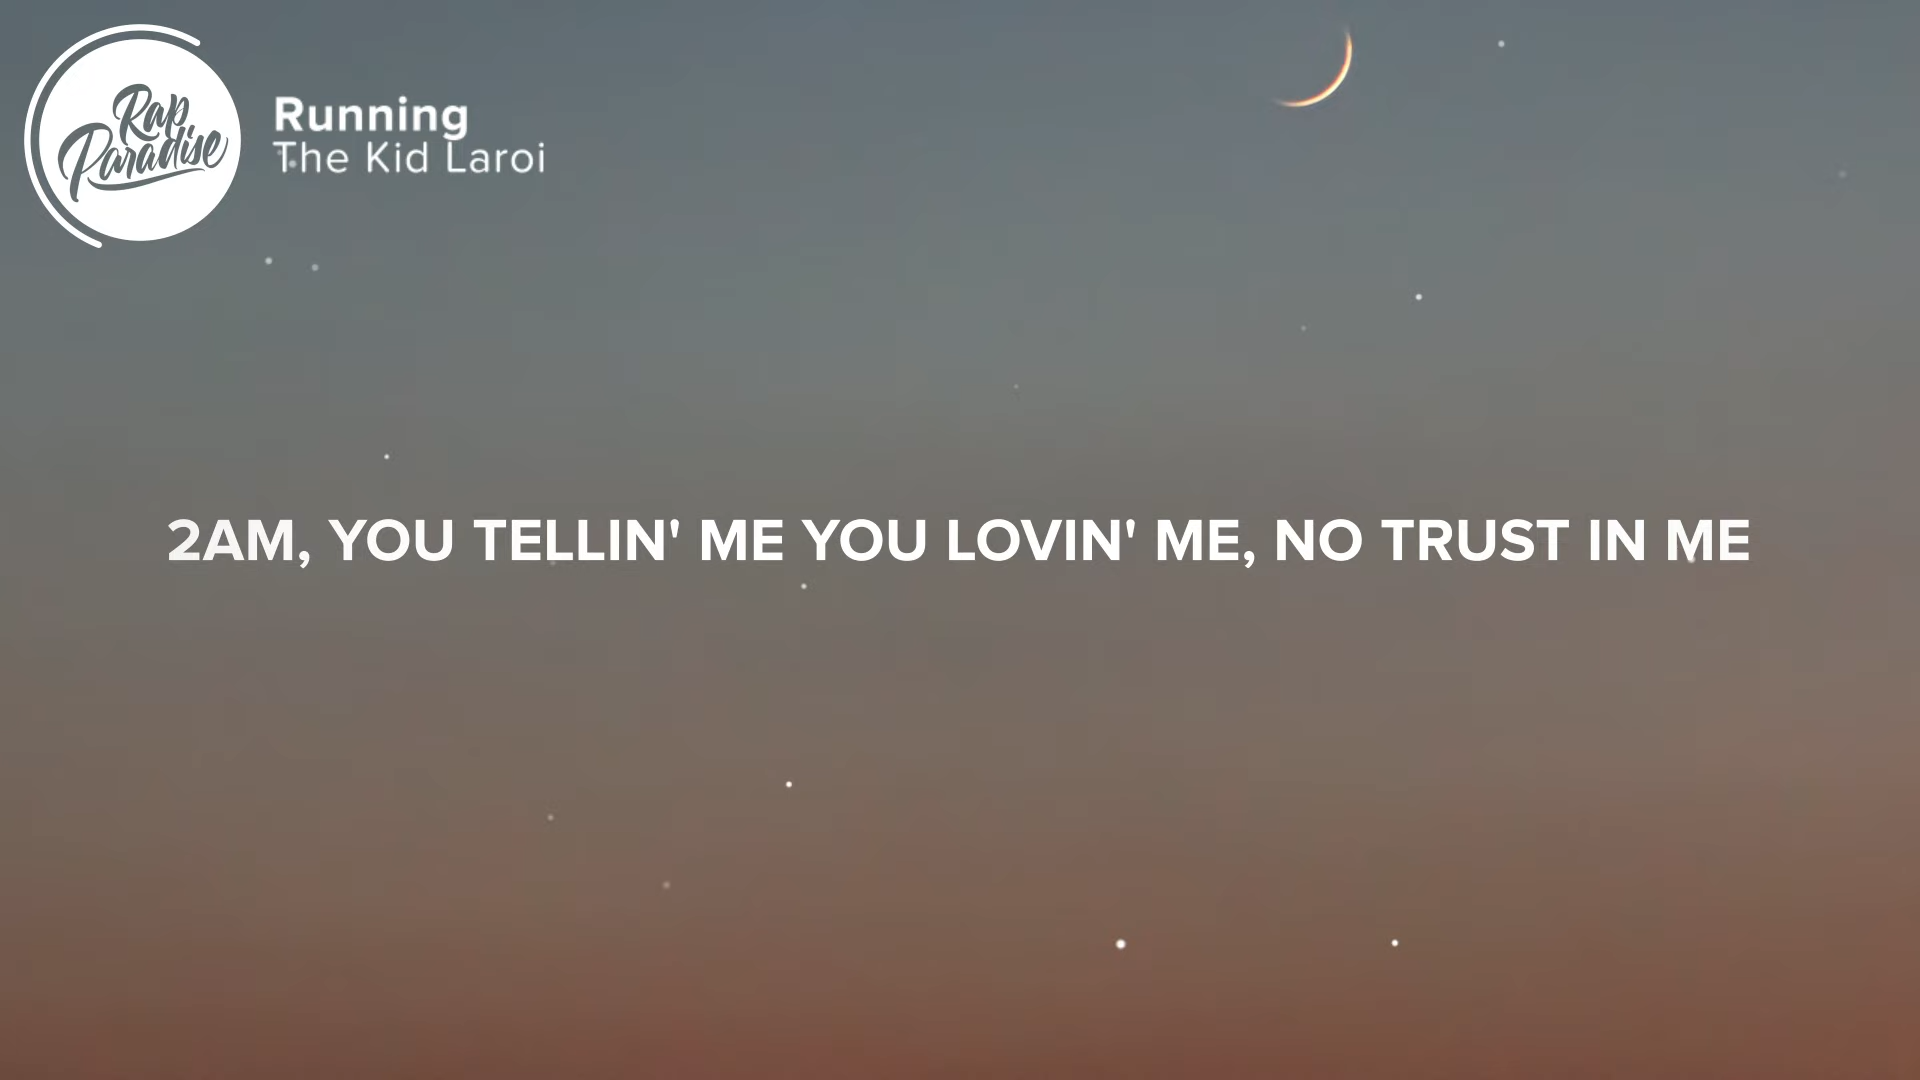 Rap
Paradise
Running
The Kid Laroi
2AM, YOU TELLIN' ME YOU LOVIN' ME, NO TRUST IN ME